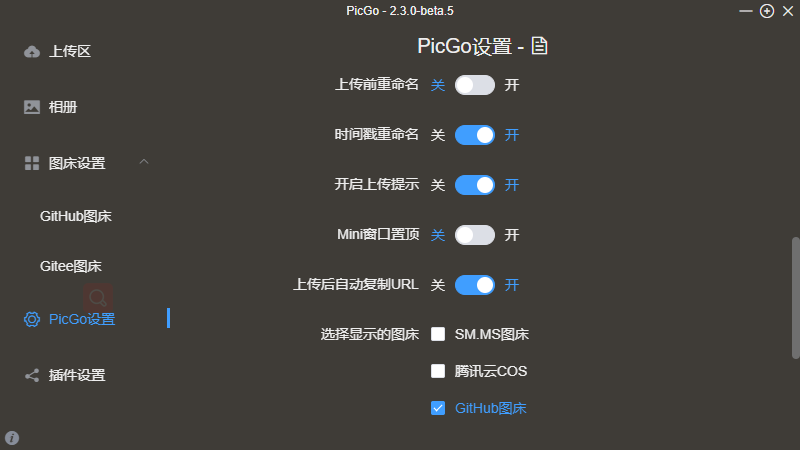 PicGo - 2.3.0-beta.5
上传区
相册
图床设置
GitHub图床
Gitee图床
PicGo设置
插件设置
PicGo设置 -
上传前重命名 关 开
时间戳重命名 关 开
开启上传提示 关 开
Mini窗口置顶 关 开
上传后自动复制URL 关 开
选择显示的图床 SM.MS图床
腾讯云COS
GitHub图床